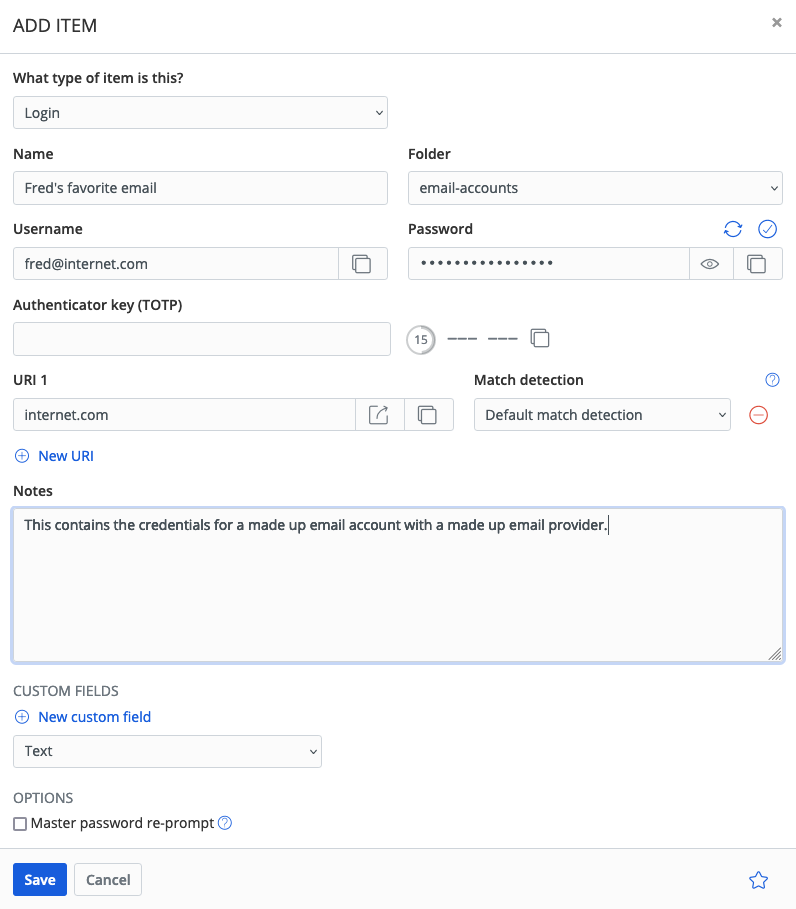 ADD ITEM
What type of item is this?
Login
Name
Folder
Fred's favorite email
email-accounts
Username
Password
fred@internet.com
••••••••••••••••
Authenticator key (TOTP)
15
––– –––
URI 1
Match detection
internet.com
Default match detection
New URI
Notes
This contains the credentials for a made up email account with a made up email provider.
CUSTOM FIELDS
New custom field
Text
OPTIONS
Master password re-prompt
Save
Cancel